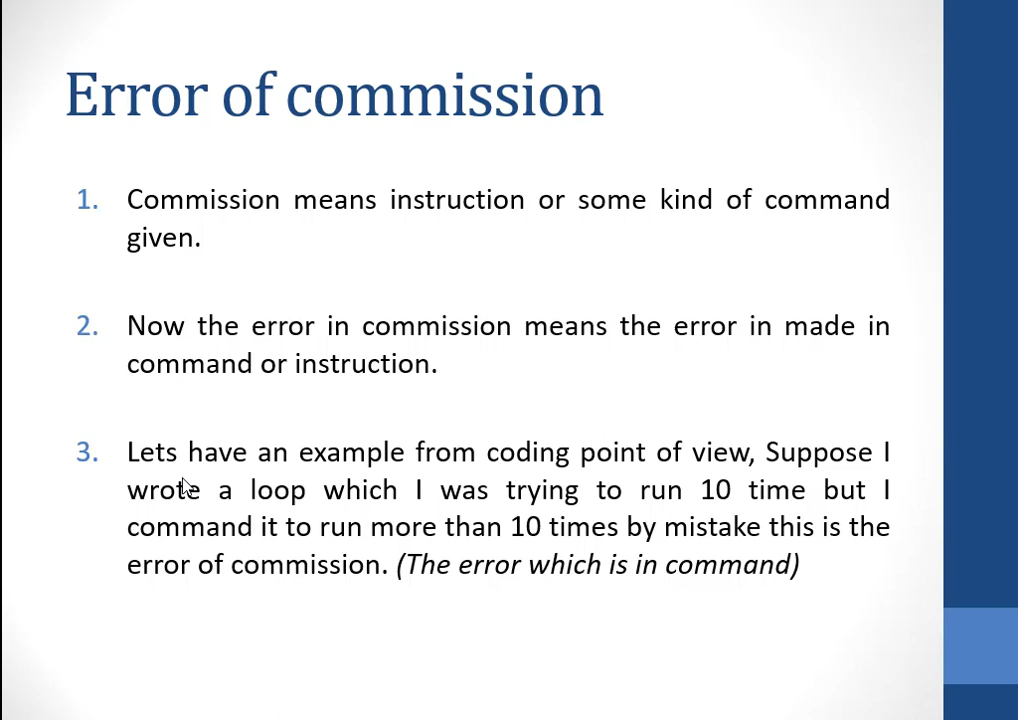 Error of commission
1. Commission means instruction or some kind of command
given.
2. Now the error in commission means the error in made in
command or instruction.
3. Lets have an example from coding point of view, Suppose I
wrote a loop which I was trying to run 10 time but I
command it to run more than 10 times by mistake this is the
error of commission. (The error which is in command)